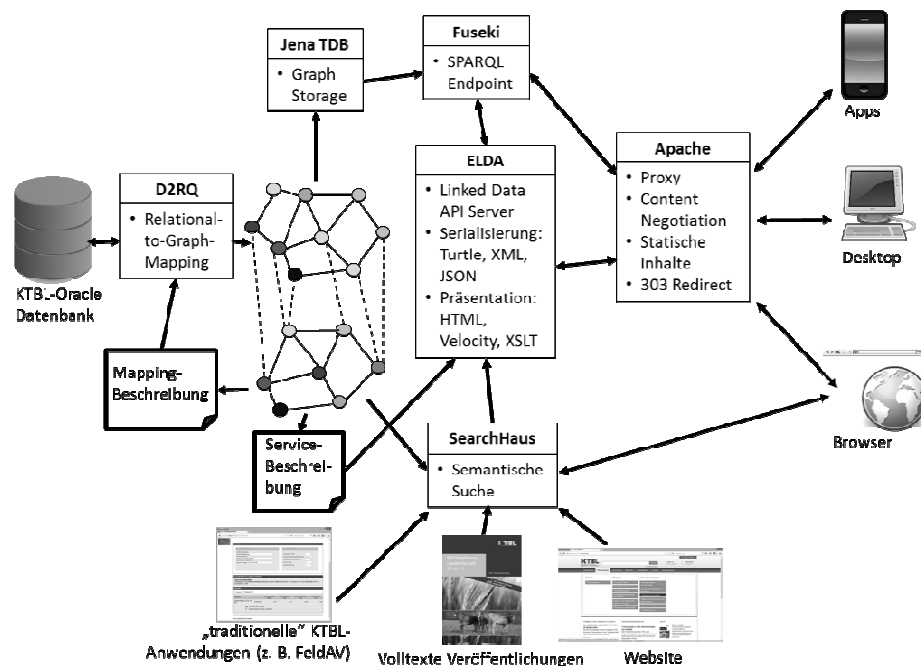 Jena TDB
• Graph
Storage
Fuseki
• SPARQL
Endpoint
Apps
D2RQ
• Relational-
to-Graph-
Mapping
ELDA
• Linked Data
API Server
• Serialisierung:
Turtle, XML,
JSON
• Präsentation:
HTML,
Velocity, XSLT
Apache
• Proxy
• Content
Negotiation
• Statische
Inhalte
• 303 Redirect
Desktop
KTBL-Oracle
Datenbank
Mapping-
Beschreibung
Service-
Beschrei-
bung
SearchHaus
• Semantische
Suche
Browser
KTBL
KTBL
„traditionelle“ KTBL-
Anwendungen (z. B. FeldAV)
Volltexte Veröffentlichungen
Website